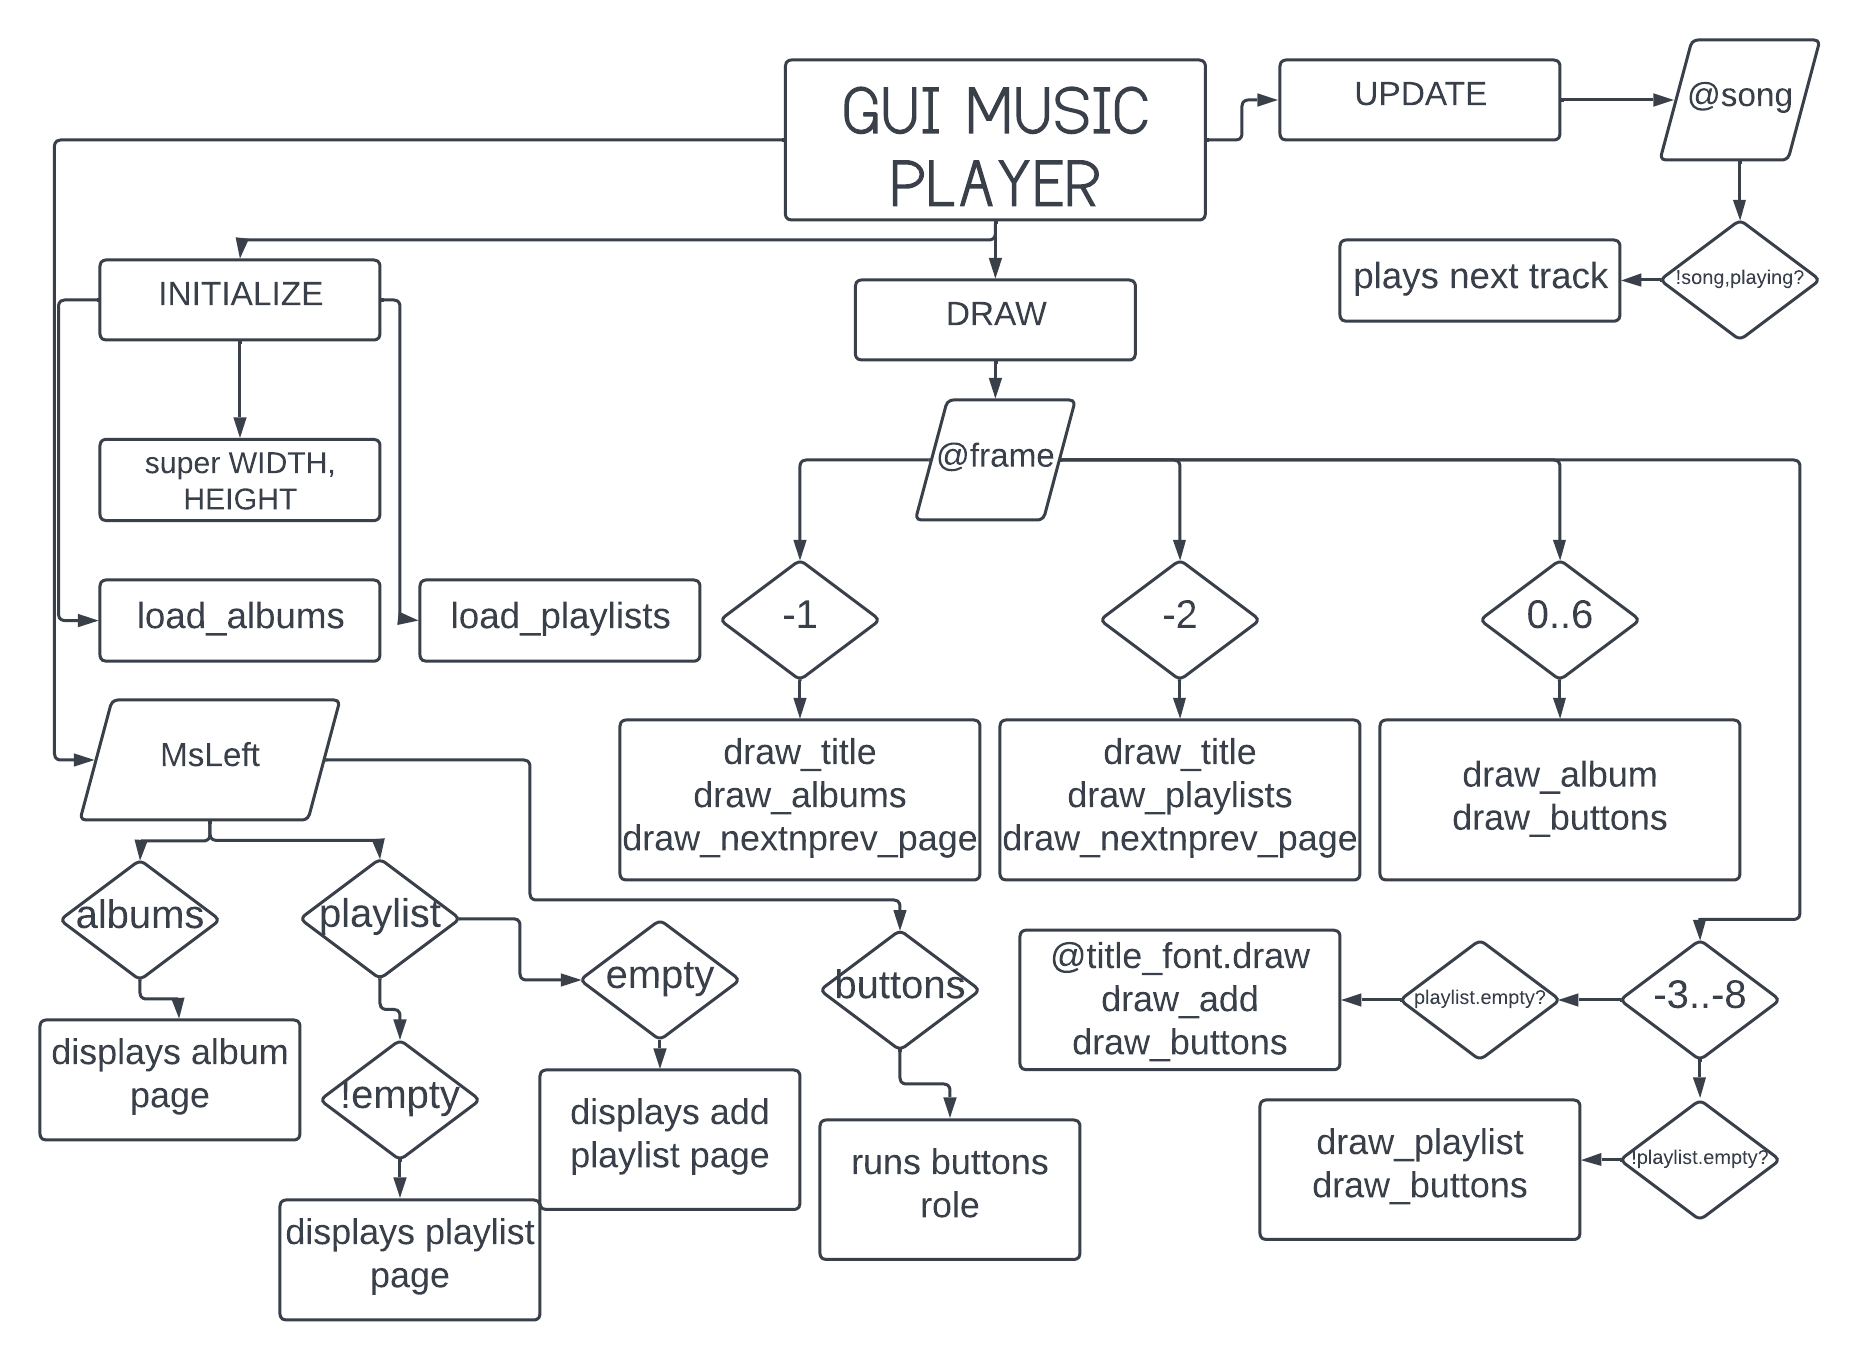 GUI MUSIC
PLAYER
UPDATE
@song
!song,playing?
plays next track
INITIALIZE
super WIDTH,
HEIGHT
load_albums
load_playlists
DRAW
@frame
-1
-2
0..6
draw_title
draw_albums
draw_nextnprev_page
draw_title
draw_playlists
draw_nextnprev_page
draw_album
draw_buttons
MsLeft
albums
playlist
empty
buttons
displays album
page
!empty
displays add
playlist page
runs buttons
role
displays playlist
page
@title_font.draw
draw_add
draw_buttons
playlist.empty?
-3..-8
draw_playlist
draw_buttons
!playlist.empty?